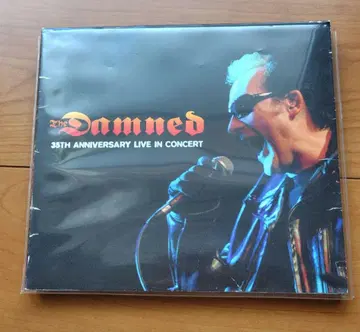 The Damned
35TH ANNIVERSARY LIVE IN CONCERT